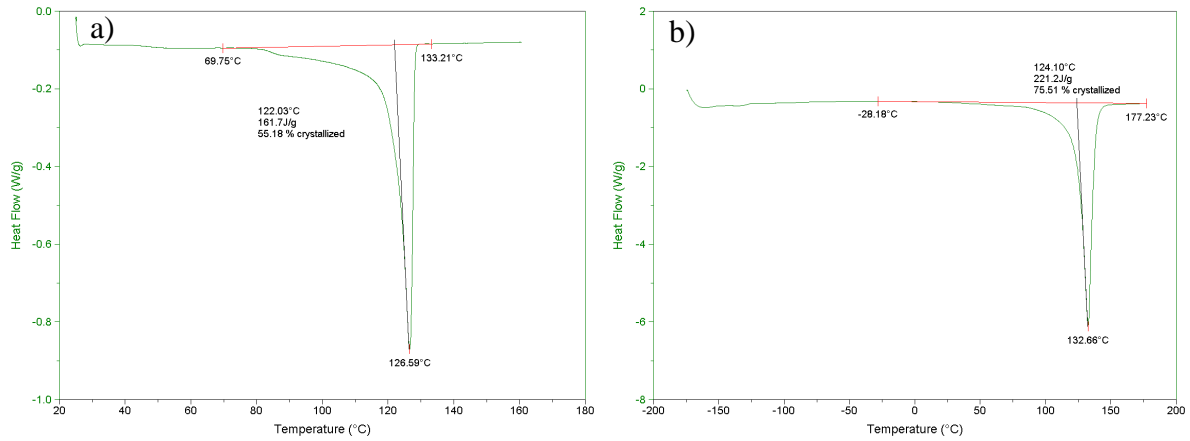 a)
0.0
-0.2
-0.4
-0.6
-0.8
-1.0
Heat Flow (W/g)
69.75°C
133.21°C
122.03°C
161.7J/g
55.18 % crystallized
126.59°C
20
40
60
80
100
120
140
160
180
Temperature (°C)
b)
2
0
-2
-4
-6
-8
Heat Flow (W/g)
124.10°C
221.2J/g
75.51 % crystallized
-28.18°C
177.23°C
132.66°C
-200
-150
-100
-50
0
50
100
150
200
Temperature (°C)